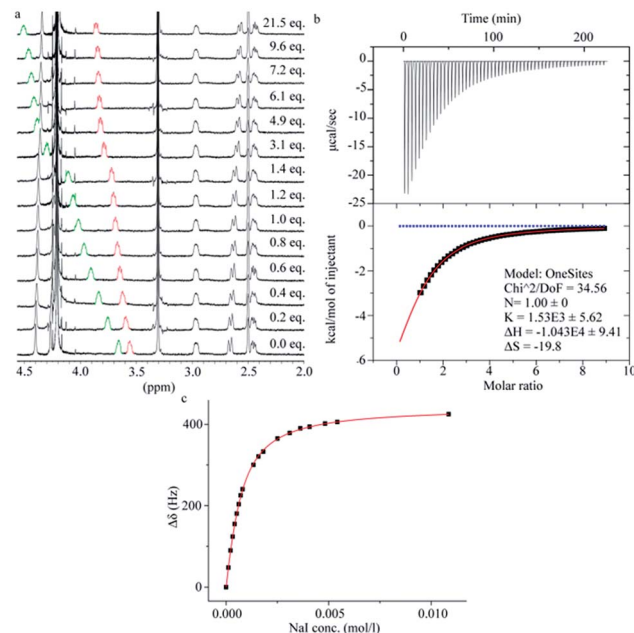 a
21.5 eq.
9.6 eq.
7.2 eq.
6.1 eq.
4.9 eq.
3.1 eq.
1.4 eq.
1.2 eq.
1.0 eq.
0.8 eq.
0.6 eq.
0.4 eq.
0.2 eq.
0.0 eq.
4.5 4.0 3.5 3.0 2.5 2.0
(ppm)
b
Time (min)
0 100 200
0
-5
-10
-15
-20
-25
µcal/sec
0
-2
-4
-6
kcal/mol of injectant
Model: OneSites
Chi^2/DoF = 34.56
N= 1.00 ± 0
K = 1.53E3 ± 5.62
ΔH = -1.043E4 ± 9.41
ΔS = -19.8
0 2 4 6 8 10
Molar ratio
c
400
200
0
Δδ (Hz)
0.000 0.005 0.010
NaI conc. (mol/l)